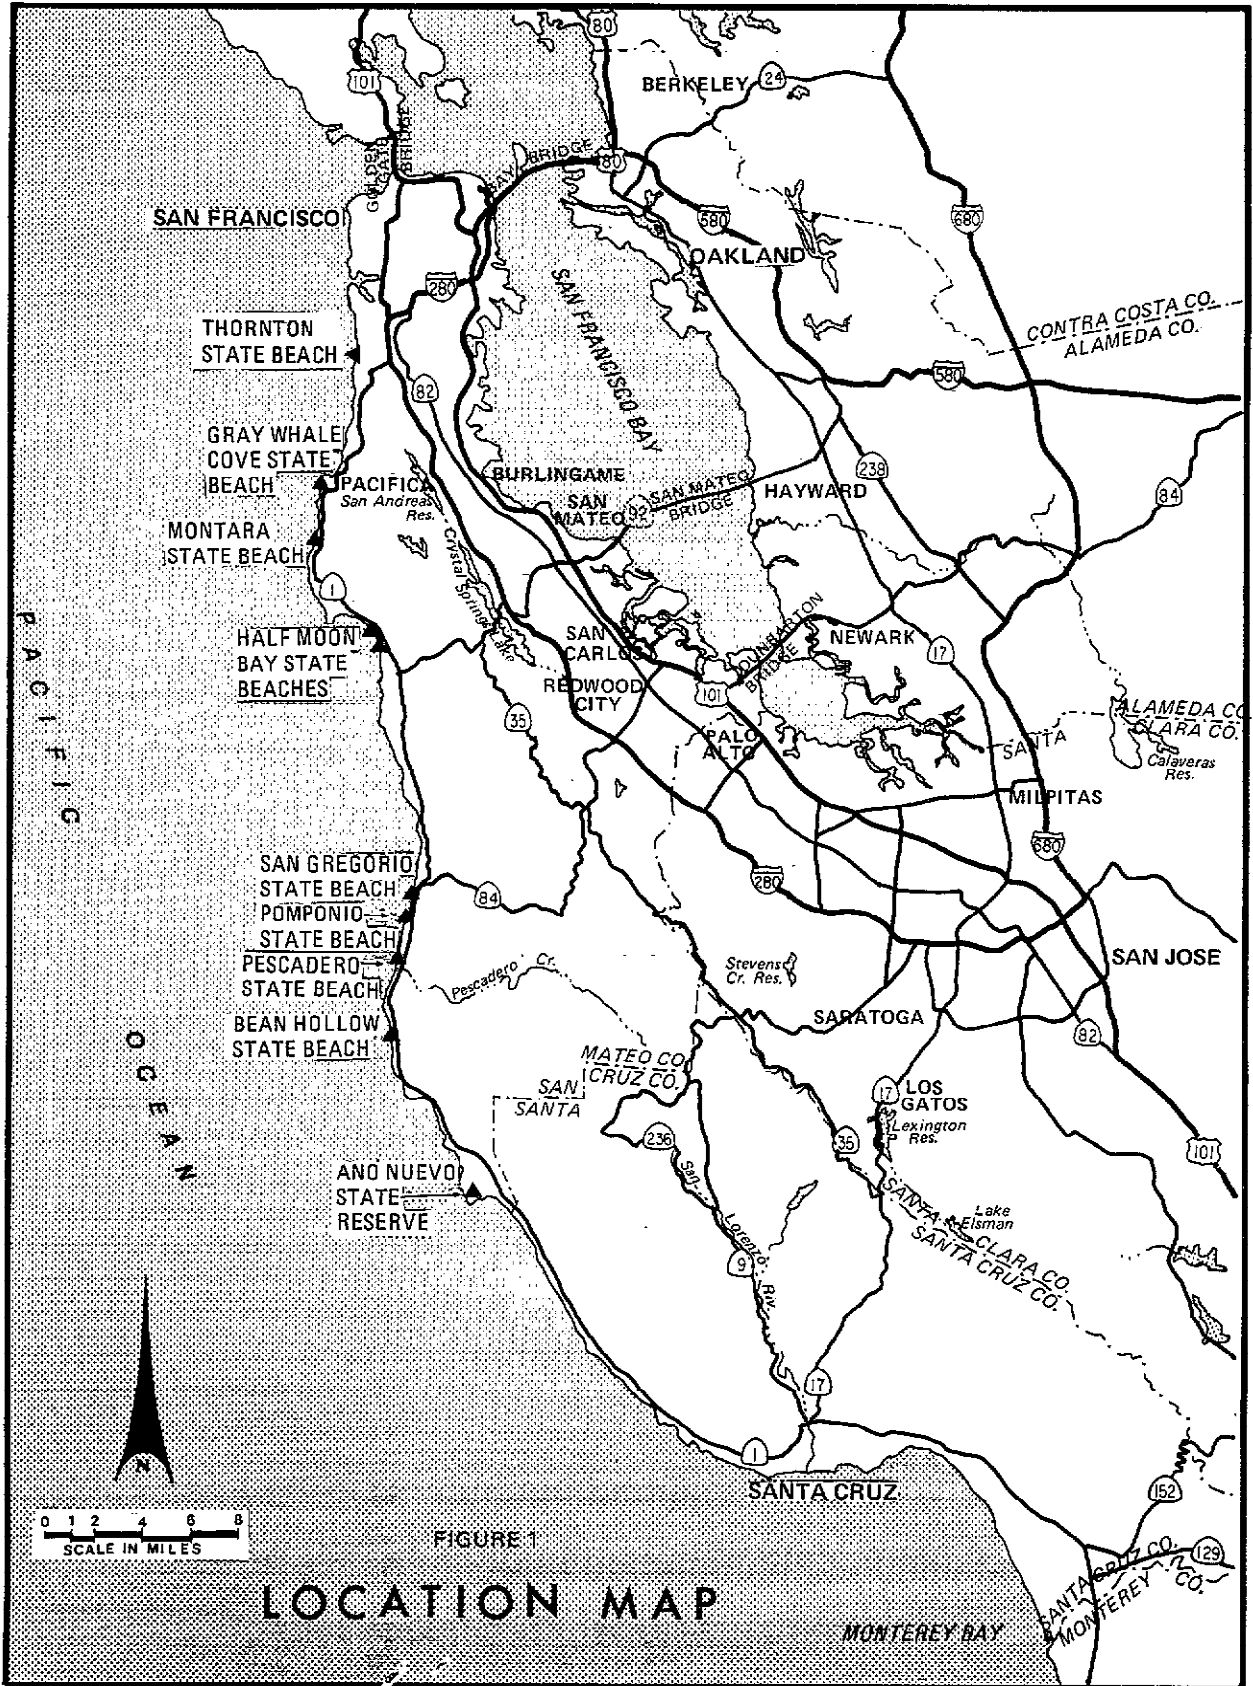 80
101
BERKELEY
24
GOLDEN
GATE
BRIDGE
BAY BRIDGE
80
SAN FRANCISCO
580
680
OAKLAND
280
SAN FRANCISCO BAY
CONTRA COSTA CO.
ALAMEDA CO.
THORNTON
STATE BEACH
580
82
GRAY WHALE
COVE STATE
BEACH
PACIFICA
San Andreas
Res.
BURLINGAME
SAN
MATEO
92
SAN MATEO
BRIDGE
HAYWARD
238
84
MONTARA
STATE BEACH
Crystal Springs Lake
1
HALF MOON
BAY STATE
BEACHES
SAN
CARLOS
DUNBARTON
BRIDGE
NEWARK
17
REDWOOD
CITY
101
35
PALO
ALTO
ALAMEDA CO.
SANTA CLARA CO.
Calaveras
Res.
MILPITAS
PACIFIC
680
SAN GREGORIO
STATE BEACH
84
280
POMPONIO
STATE BEACH
PESCADERO
STATE BEACH
Pescadero Cr.
Stevens
Cr. Res.
SAN JOSE
BEAN HOLLOW
STATE BEACH
SARATOGA
82
OCEAN
SAN MATEO CO.
SANTA CRUZ CO.
17
LOS
GATOS
Lexington
Res.
236
35
101
AÑO NUEVO
STATE
RESERVE
San Lorenzo Riv.
9
Lake
Elsman
SANTA CLARA CO.
SANTA CRUZ CO.
17
N
1
SANTA CRUZ
152
0 1 2 4 6 8
SCALE IN MILES
FIGURE 1
129
SANTA CRUZ CO.
MONTEREY CO.
LOCATION MAP
MONTEREY BAY